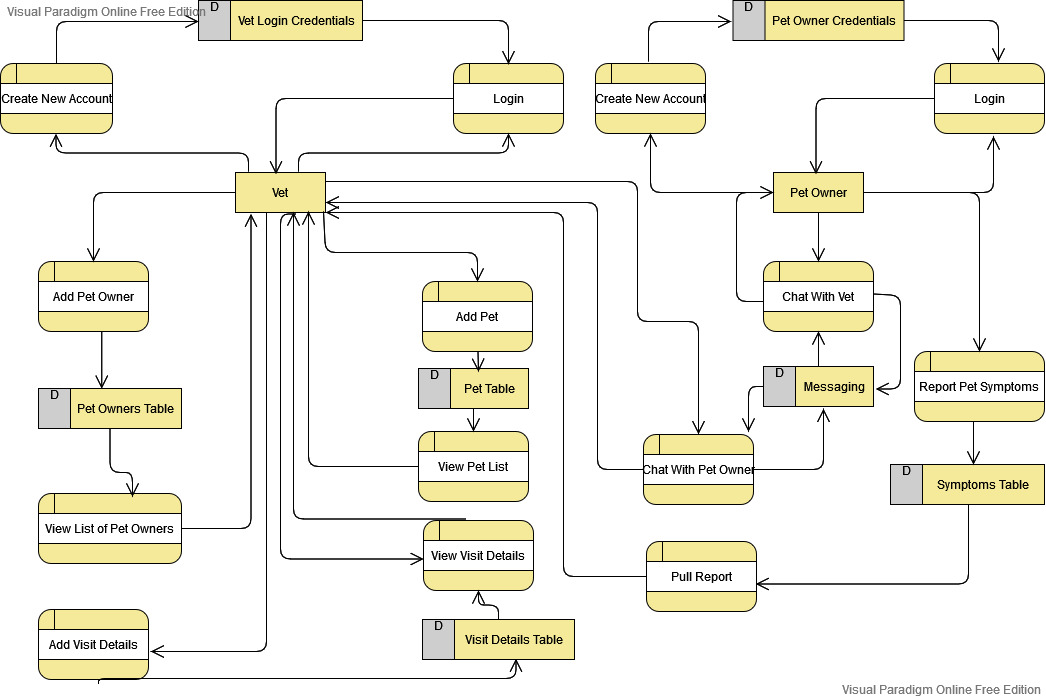 Visual Paradigm Online Free Edition
D
Vet Login Credentials
D
Pet Owner Credentials
Create New Account
Login
Create New Account
Login
Vet
Pet Owner
Add Pet Owner
Add Pet
Chat With Vet
D
Pet Owners Table
D
Pet Table
D
Messaging
Report Pet Symptoms
View Pet List
Chat With Pet Owner
D
Symptoms Table
View List of Pet Owners
View Visit Details
Pull Report
Add Visit Details
D
Visit Details Table
Visual Paradigm Online Free Edition